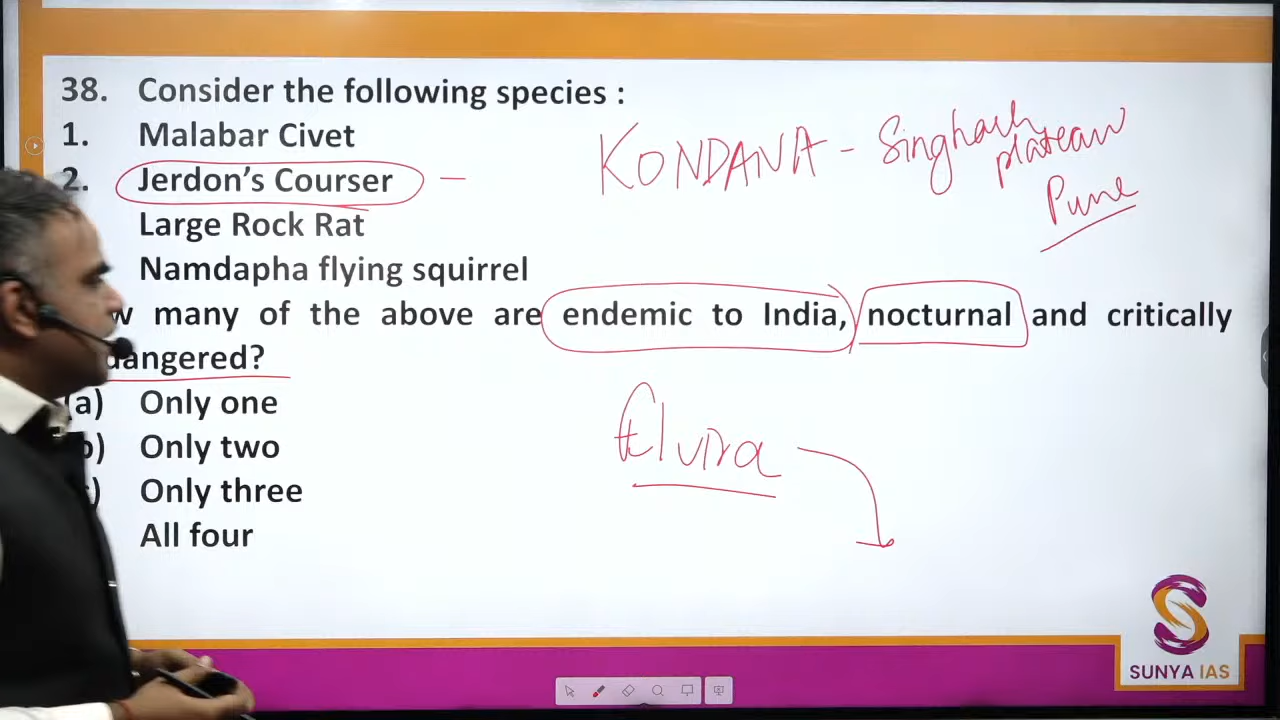 38. Consider the following species :
1. Malabar Civet
2. Jerdon's Courser
Large Rock Rat
Namdapha flying squirrel
w many of the above are endemic to India, nocturnal and critically
dangered?
(a) Only one
b) Only two
) Only three
All four
KONDANA - Singhach
plateau
Pune
Elvira
SUNYA IAS